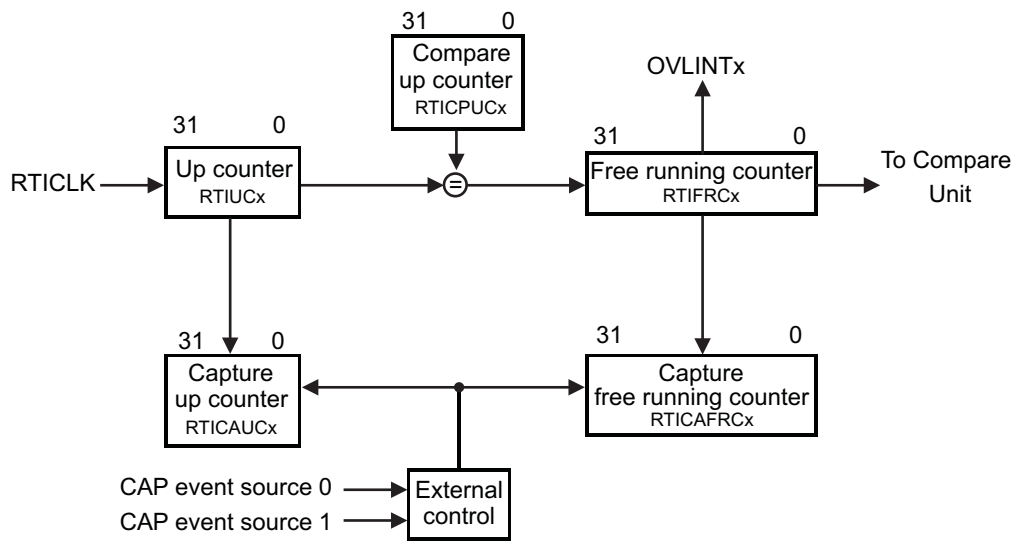 31 0
Compare
up counter
RTICPUCx
OVLINTx
31 0
Up counter
RTIUCx
RTICLK
=
31 0
Free running counter
RTIFRCx
To Compare
Unit
31 0
Capture
up counter
RTICAUCx
31 0
Capture
free running counter
RTICAFRCx
CAP event source 0
CAP event source 1
External
control